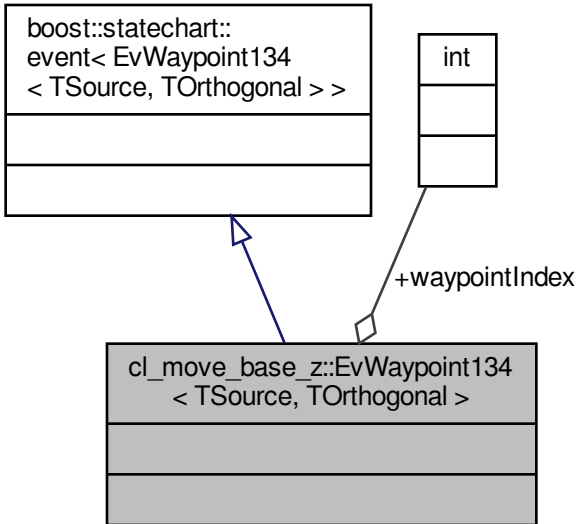 boost::statechart::
event< EvWaypoint134
< TSource, TOrthogonal > >
int
+waypointIndex
cl_move_base_z::EvWaypoint134
< TSource, TOrthogonal >